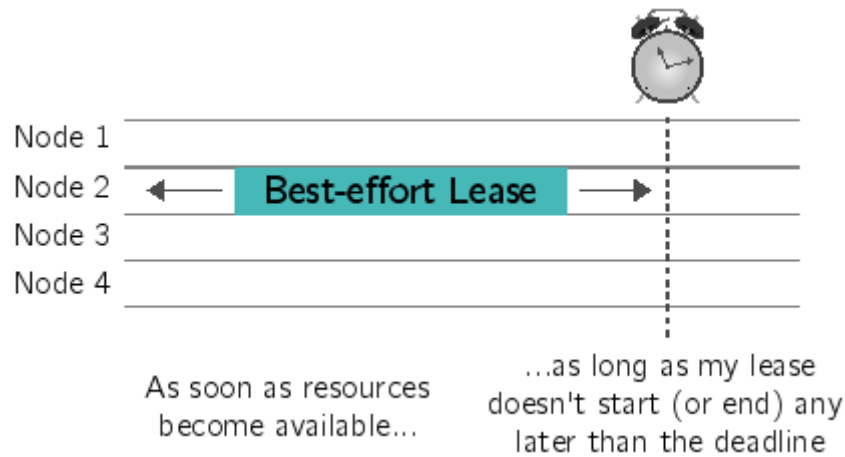 Node 1
Node 2
Best-effort Lease
Node 3
Node 4
As soon as resources
become available...
...as long as my lease
doesn't start (or end) any
later than the deadline